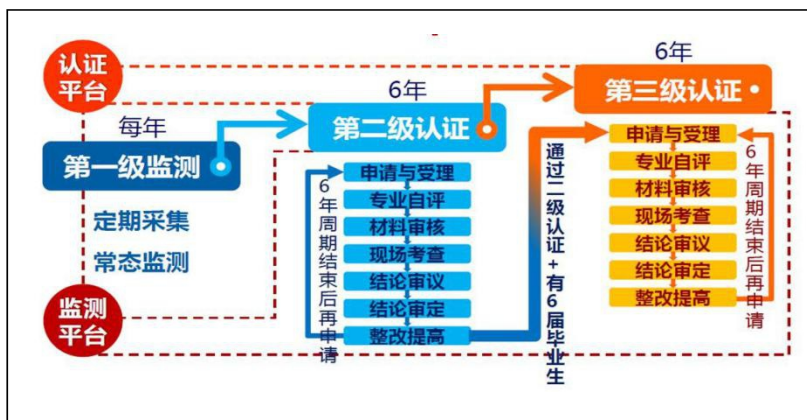 认证
平台
每年
第一级监测
定期采集
常态监测
监测
平台
6年
第二级认证
申请与受理
专业自评
材料审核
现场考查
结论审议
结论审定
整改提高
6年周期结束后再申请
通过二级认证+有6届毕业生
6年
第三级认证
申请与受理
专业自评
材料审核
现场考查
结论审议
结论审定
整改提高
6年周期结束后再申请